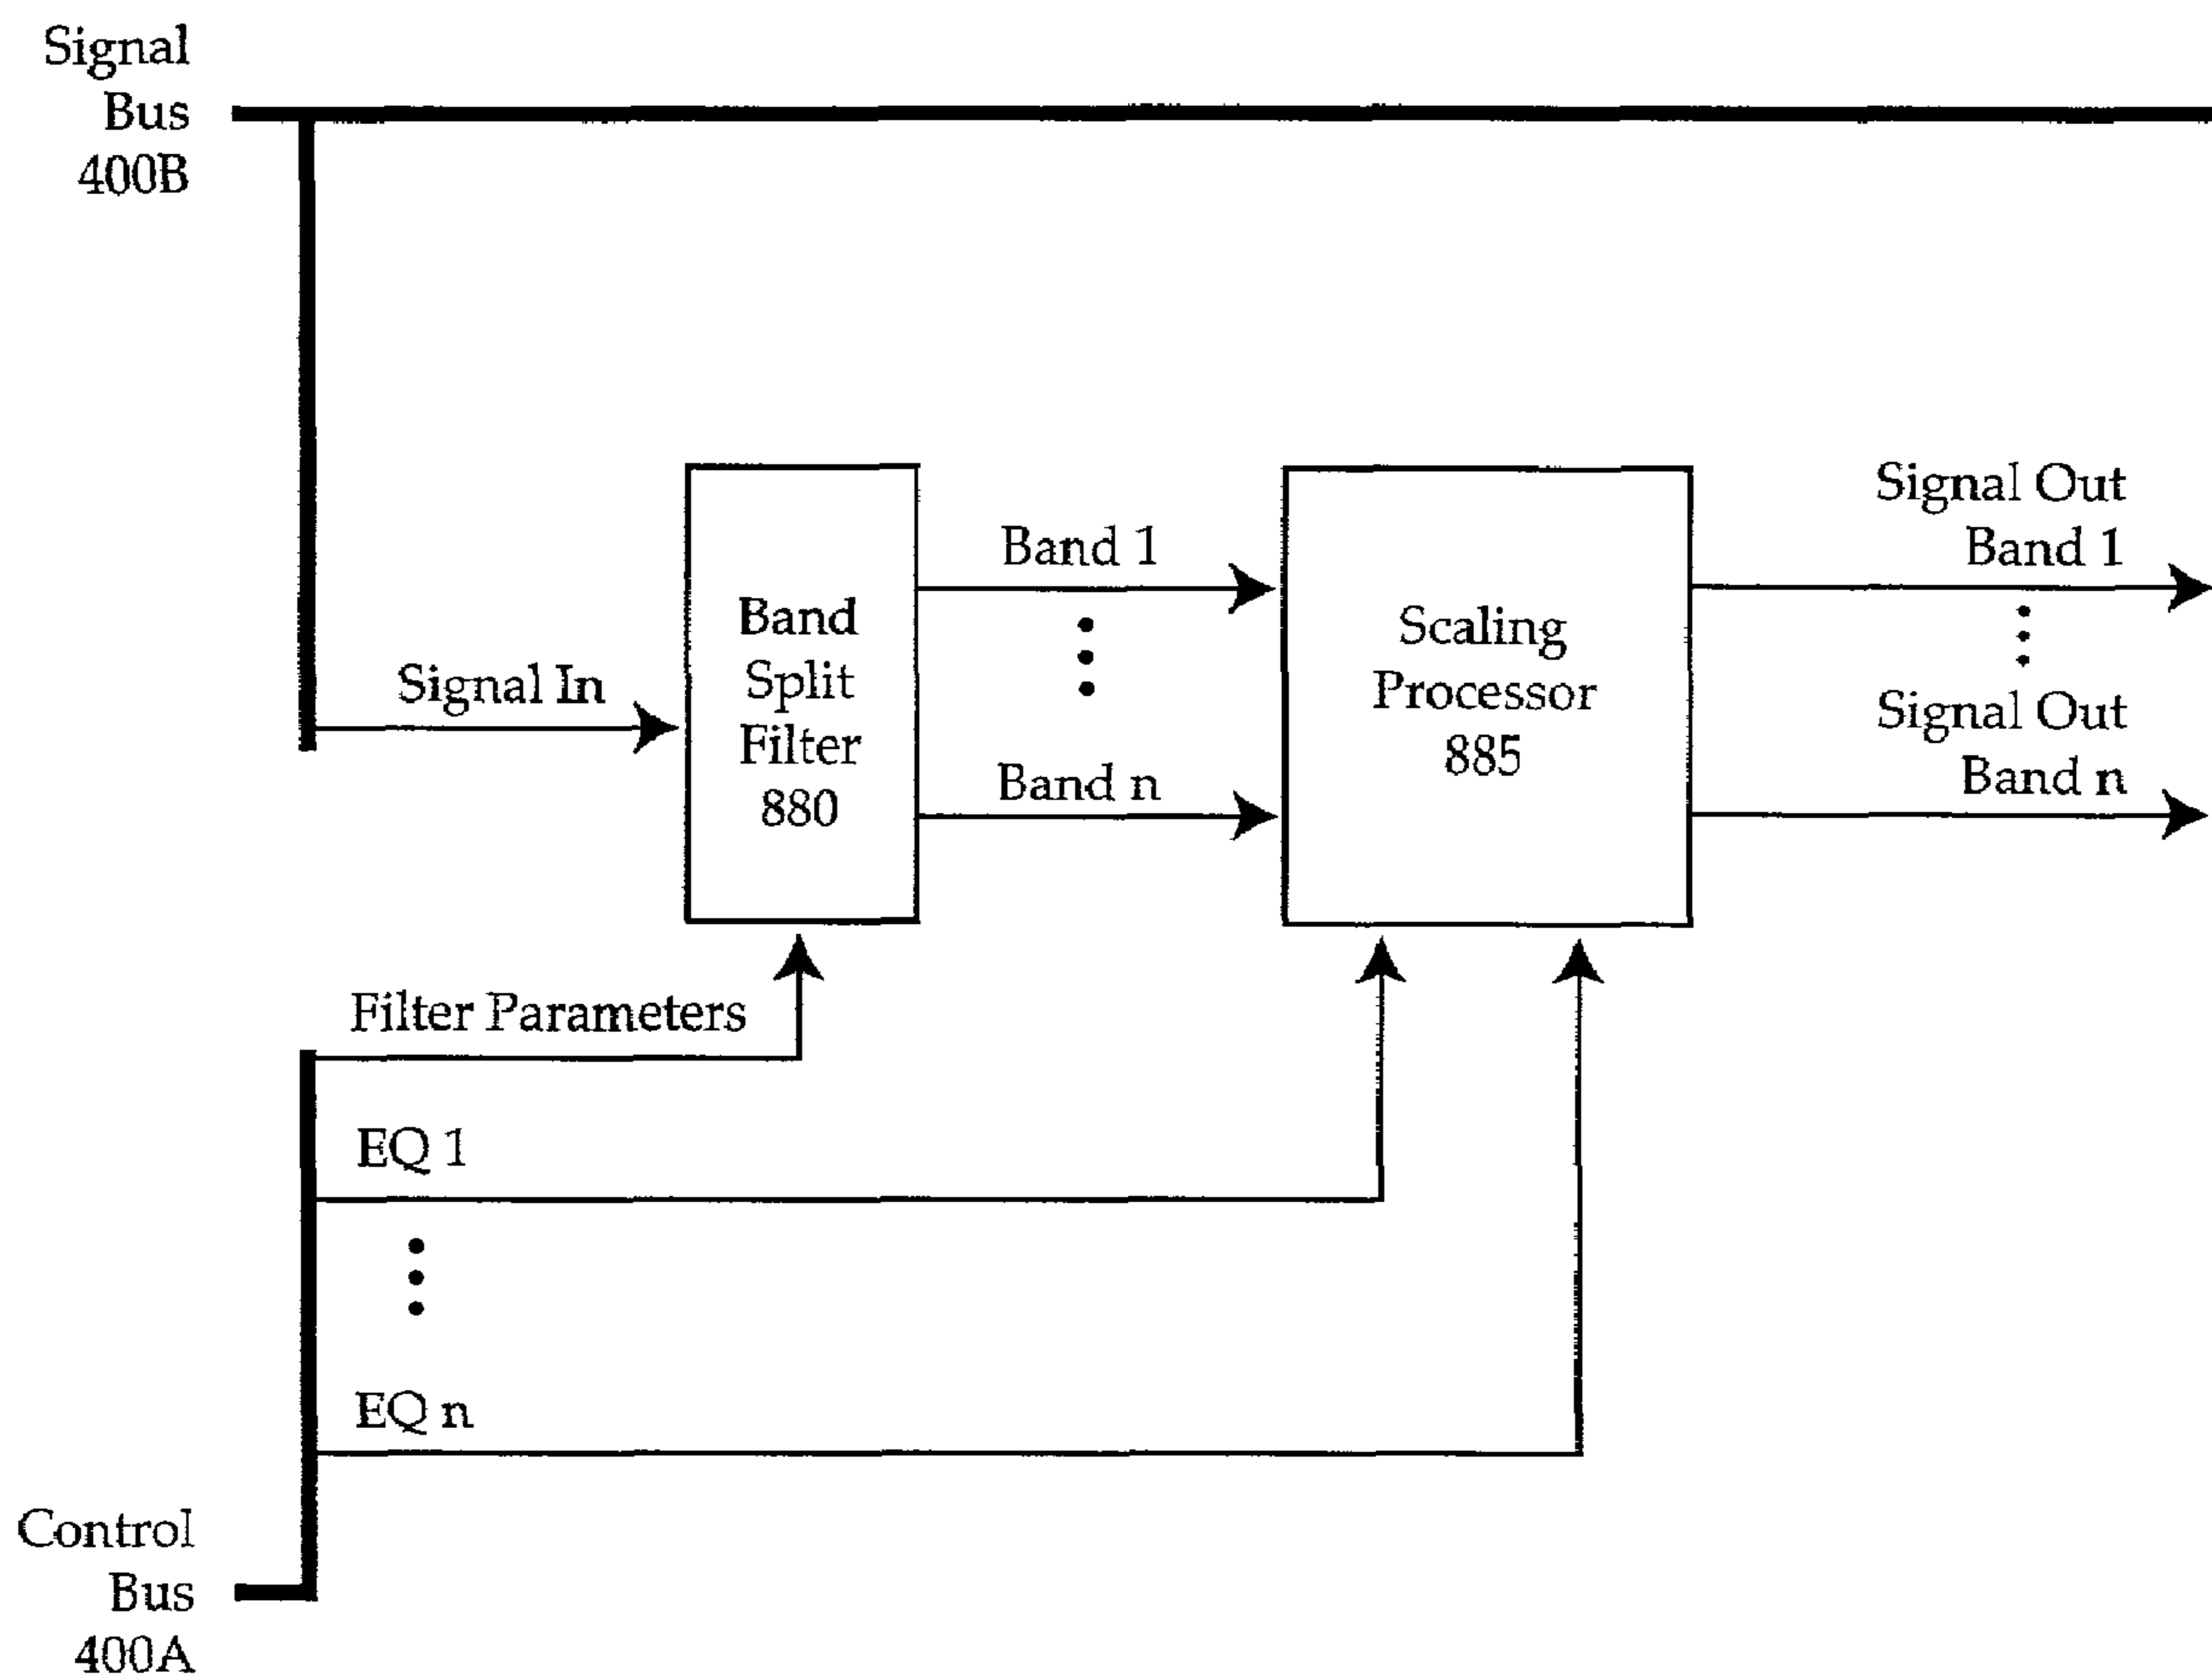 Signal
Bus
400B
Signal In
Band
Split
Filter
880
Band 1
Band n
Scaling
Processor
885
Signal Out
Band 1
Signal Out
Band n
Filter Parameters
EQ 1
EQ n
Control
Bus
400A